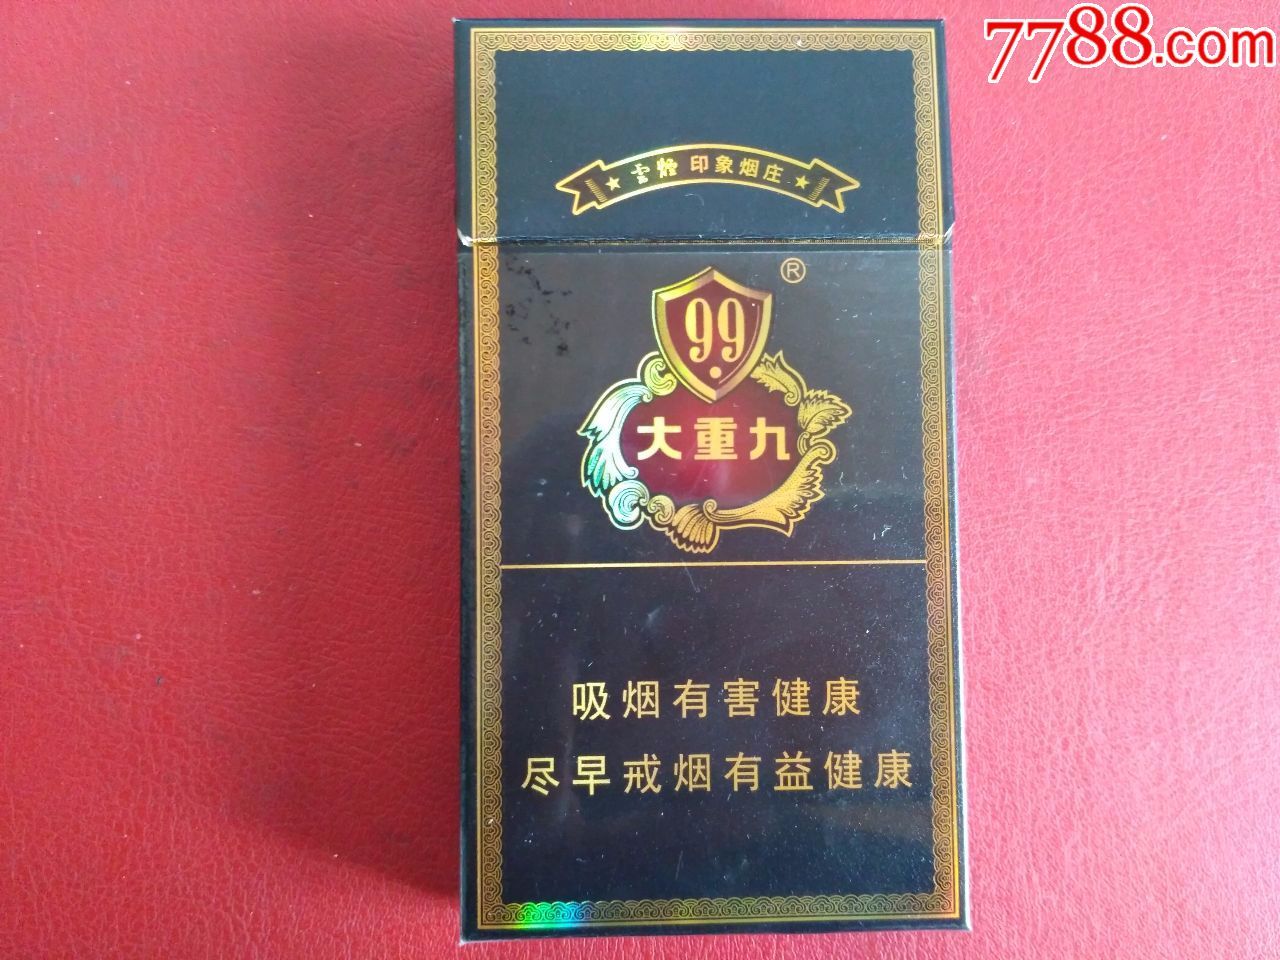 7788.com
雲煙 印象烟庄
®
99
大重九
吸烟有害健康
尽早戒烟有益健康